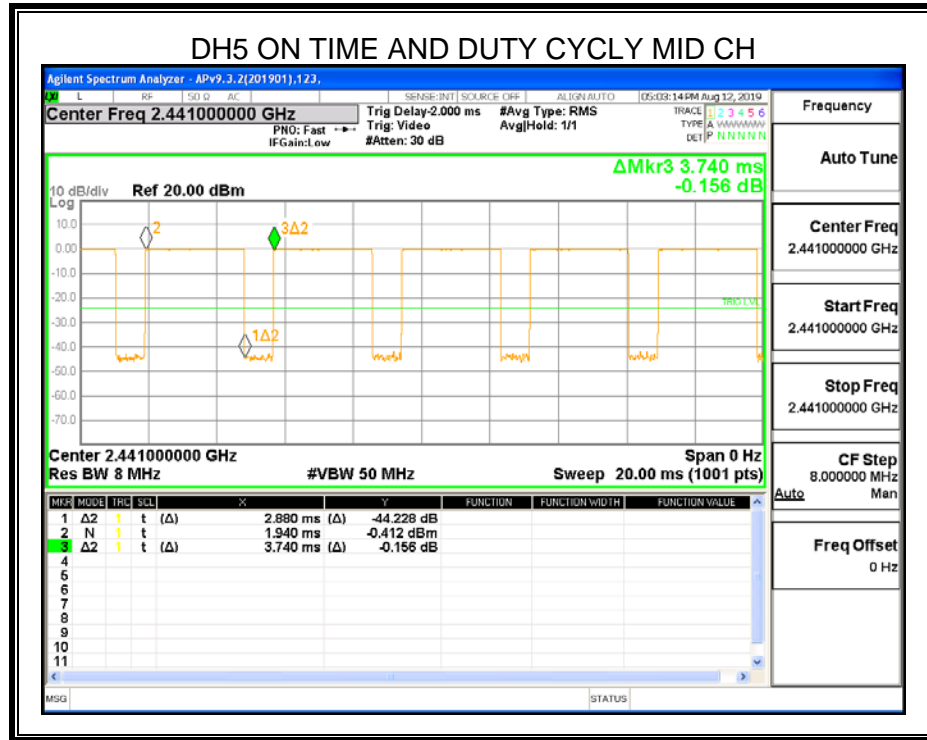 DH5 ON TIME AND DUTY CYCLY MID CH
Agilent Spectrum Analyzer - APv9.3.2(201901),123,
LXI L RF 50 Ω AC SENSE:INT SOURCE OFF ALIGN AUTO 05:03:14 PM Aug 12, 2019
Center Freq 2.441000000 GHz
PNO: Fast
IFGain:Low
Trig Delay-2.000 ms
Trig: Video
#Atten: 30 dB
#Avg Type: RMS
Avg|Hold: 1/1
TRACE 1 2 3 4 5 6
TYPE A WWWWW
DET P N N N N N
ΔMkr3 3.740 ms
-0.156 dB
10 dB/div Ref 20.00 dBm
Log
10.0
0.00
-10.0
-20.0
-30.0
-40.0
-50.0
-60.0
-70.0
2
3Δ2
1Δ2
TRIG LVL
Center 2.441000000 GHz
Span 0 Hz
Res BW 8 MHz
#VBW 50 MHz
Sweep 20.00 ms (1001 pts)
MKR MODE TRC SCL X Y FUNCTION FUNCTION WIDTH FUNCTION VALUE
1 Δ2 1 t (Δ) 2.880 ms (Δ) -44.228 dB
2 N 1 t 1.940 ms -0.412 dBm
3 Δ2 1 t (Δ) 3.740 ms (Δ) -0.156 dB
4
5
6
7
8
9
10
11
MSG
STATUS
Frequency
Auto Tune
Center Freq
2.441000000 GHz
Start Freq
2.441000000 GHz
Stop Freq
2.441000000 GHz
CF Step
8.000000 MHz
Auto Man
Freq Offset
0 Hz